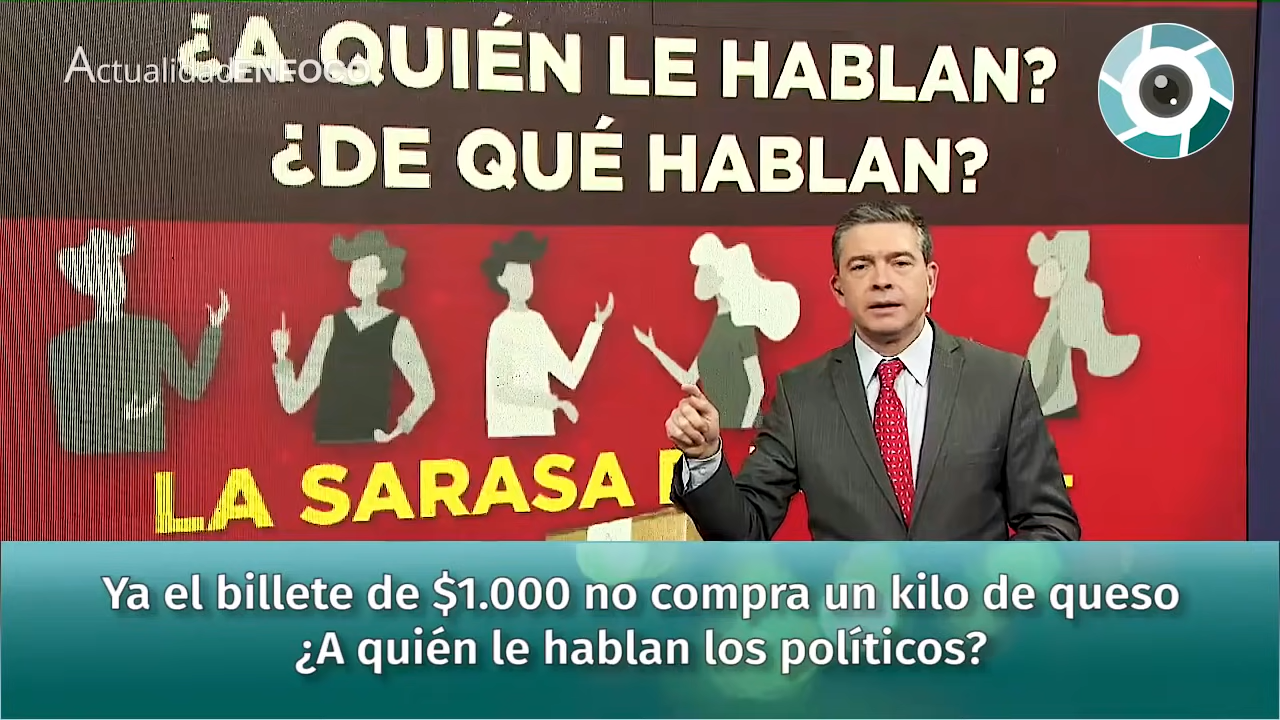 ¿A QUIÉN LE HABLAN?
ActualidadENFOCO
¿DE QUÉ HABLAN?
LA SARASA
Ya el billete de $1.000 no compra un kilo de queso
¿A quién le hablan los políticos?